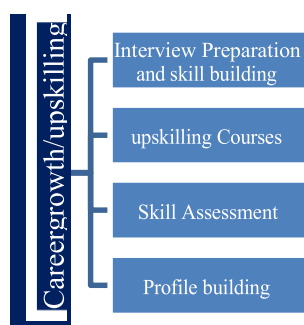 Careergrowth/upskilling
Interview Preparation
and skill building
upskilling Courses
Skill Assessment
Profile building